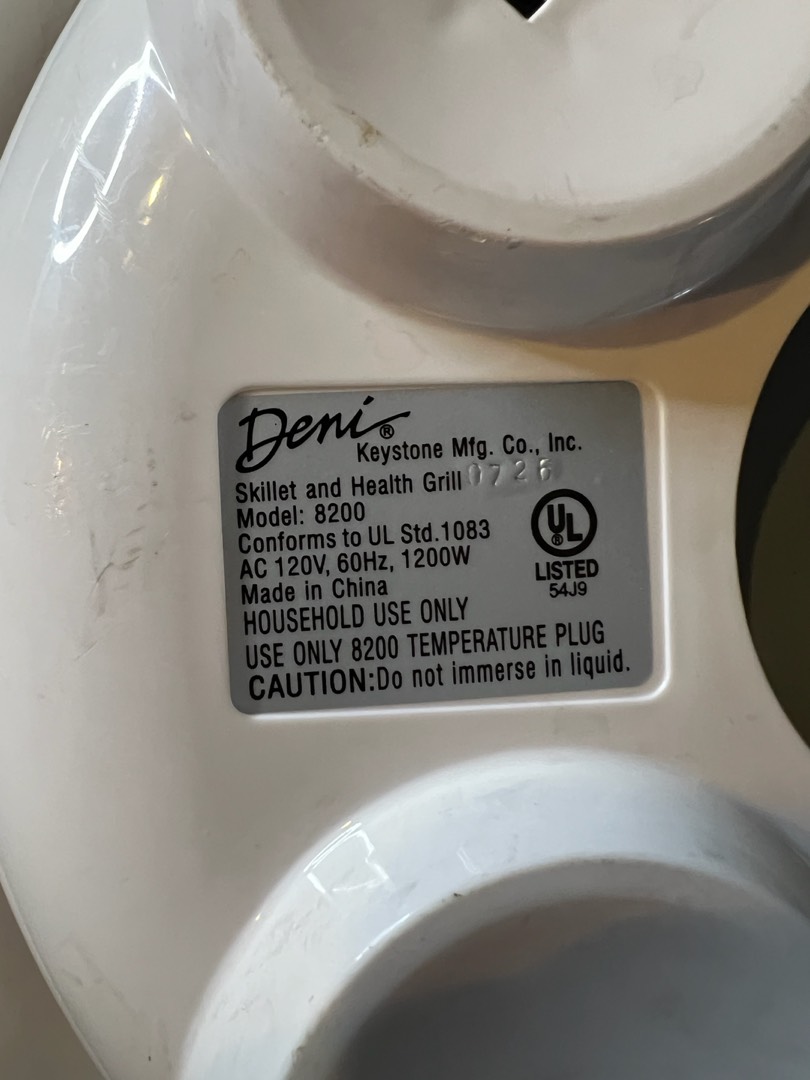 Deni®
Keystone Mfg. Co., Inc.
Skillet and Health Grill 0726
Model: 8200
Conforms to UL Std.1083
AC 120V, 60Hz, 1200W
Made in China
HOUSEHOLD USE ONLY
USE ONLY 8200 TEMPERATURE PLUG
CAUTION:Do not immerse in liquid.
UL®
LISTED
54J9